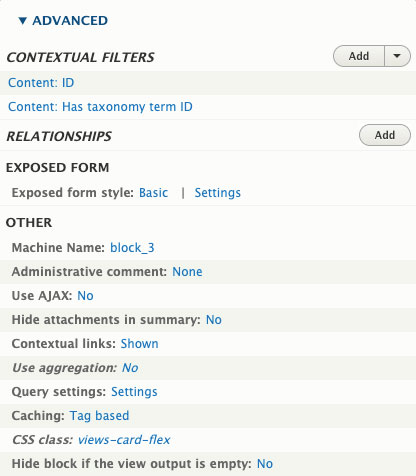 ADVANCED
CONTEXTUAL FILTERS Add
Content: ID
Content: Has taxonomy term ID
RELATIONSHIPS Add
EXPOSED FORM
Exposed form style: Basic | Settings
OTHER
Machine Name: block_3
Administrative comment: None
Use AJAX: No
Hide attachments in summary: No
Contextual links: Shown
Use aggregation: No
Query settings: Settings
Caching: Tag based
CSS class: views-card-flex
Hide block if the view output is empty: No